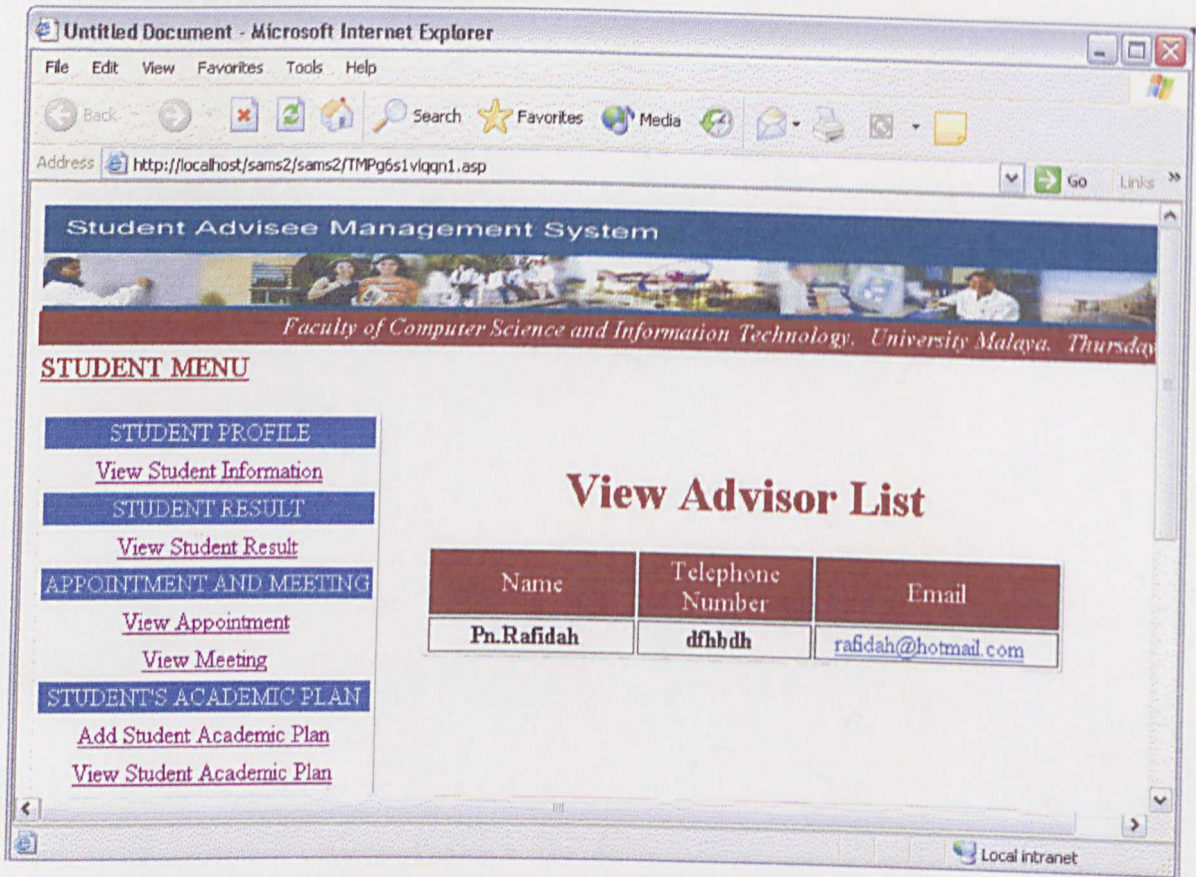 Untitled Document - Microsoft Internet Explorer
File Edit View Favorites Tools Help
Back Search Favorites Media
Address http://localhost/sams2/sams2/TMPg6s1vlqqn1.asp Go Links »
Student Advisee Management System
Faculty of Computer Science and Information Technology, University Malaya. Thursday
STUDENT MENU
STUDENT PROFILE
View Student Information
STUDENT RESULT
View Student Result
APPOINTMENT AND MEETING
View Appointment
View Meeting
STUDENT'S ACADEMIC PLAN
Add Student Academic Plan
View Student Academic Plan
View Advisor List
Name Telephone Number Email
Pn.Rafidah dfhbdh rafidah@hotmail.com
Local intranet